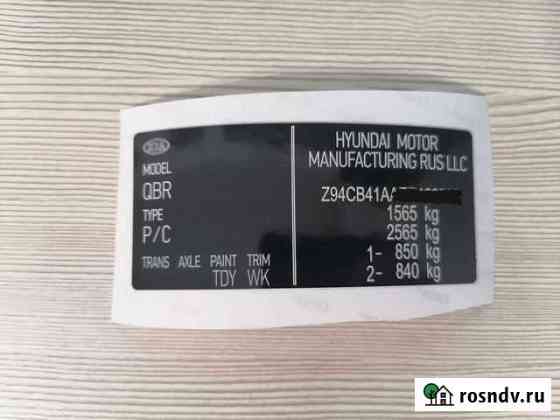 KIA
MODEL
QBR
TYPE
P/C
TRANS AXLE PAINT TRIM
TDY WK
HYUNDAI MOTOR
MANUFACTURING RUS LLC
Z94CB41AA
1565 kg
2565 kg
1- 850 kg
2- 840 kg
rosndv.ru